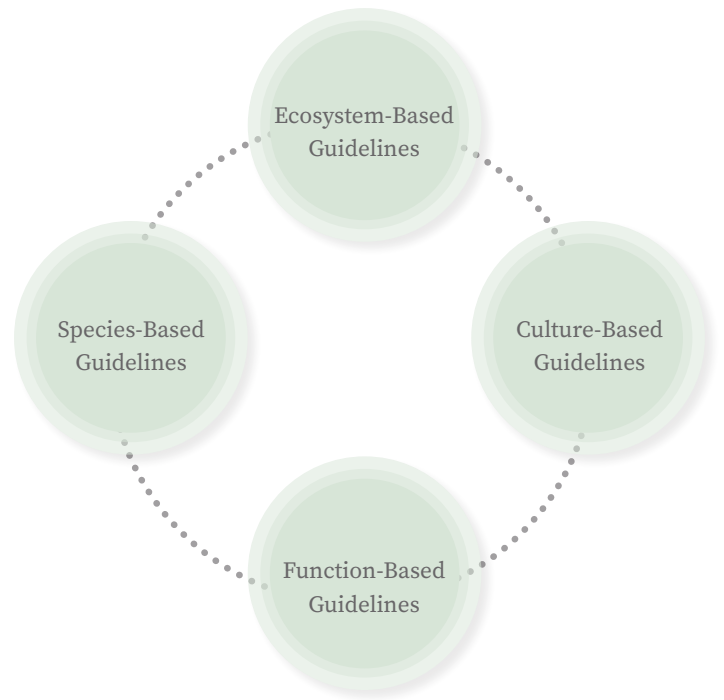 Ecosystem-Based
Guidelines
Species-Based
Guidelines
Culture-Based
Guidelines
Function-Based
Guidelines